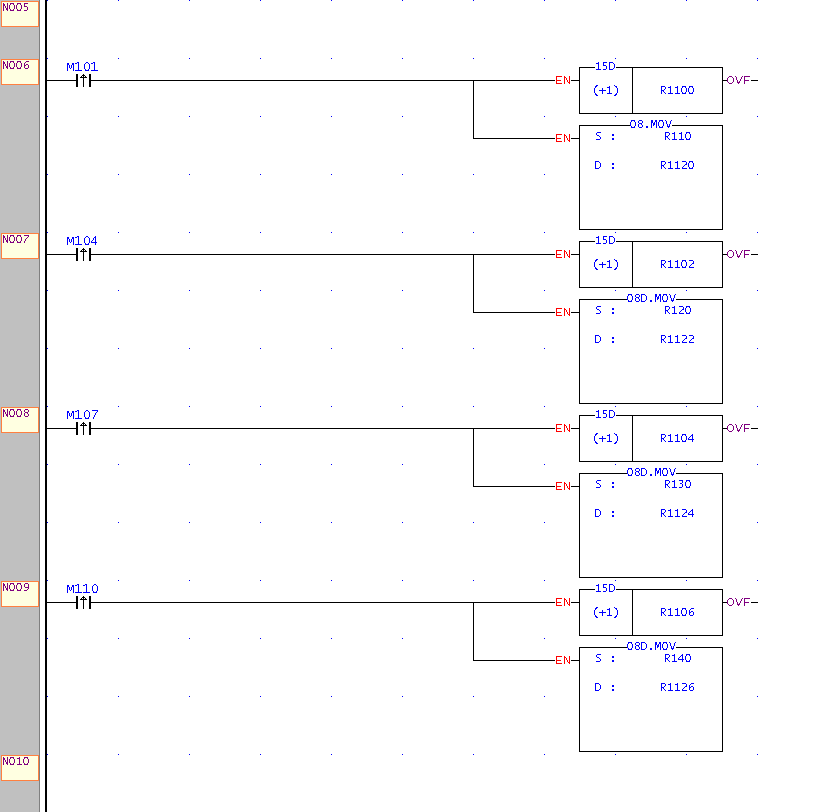 N005
N006
M101
EN
15D
(+1)
R1100
OVF
EN
08.MOV
S :
R110
D :
R1120
N007
M104
EN
15D
(+1)
R1102
OVF
EN
08D.MOV
S :
R120
D :
R1122
N008
M107
EN
15D
(+1)
R1104
OVF
EN
08D.MOV
S :
R130
D :
R1124
N009
M110
EN
15D
(+1)
R1106
OVF
EN
08D.MOV
S :
R140
D :
R1126
N010